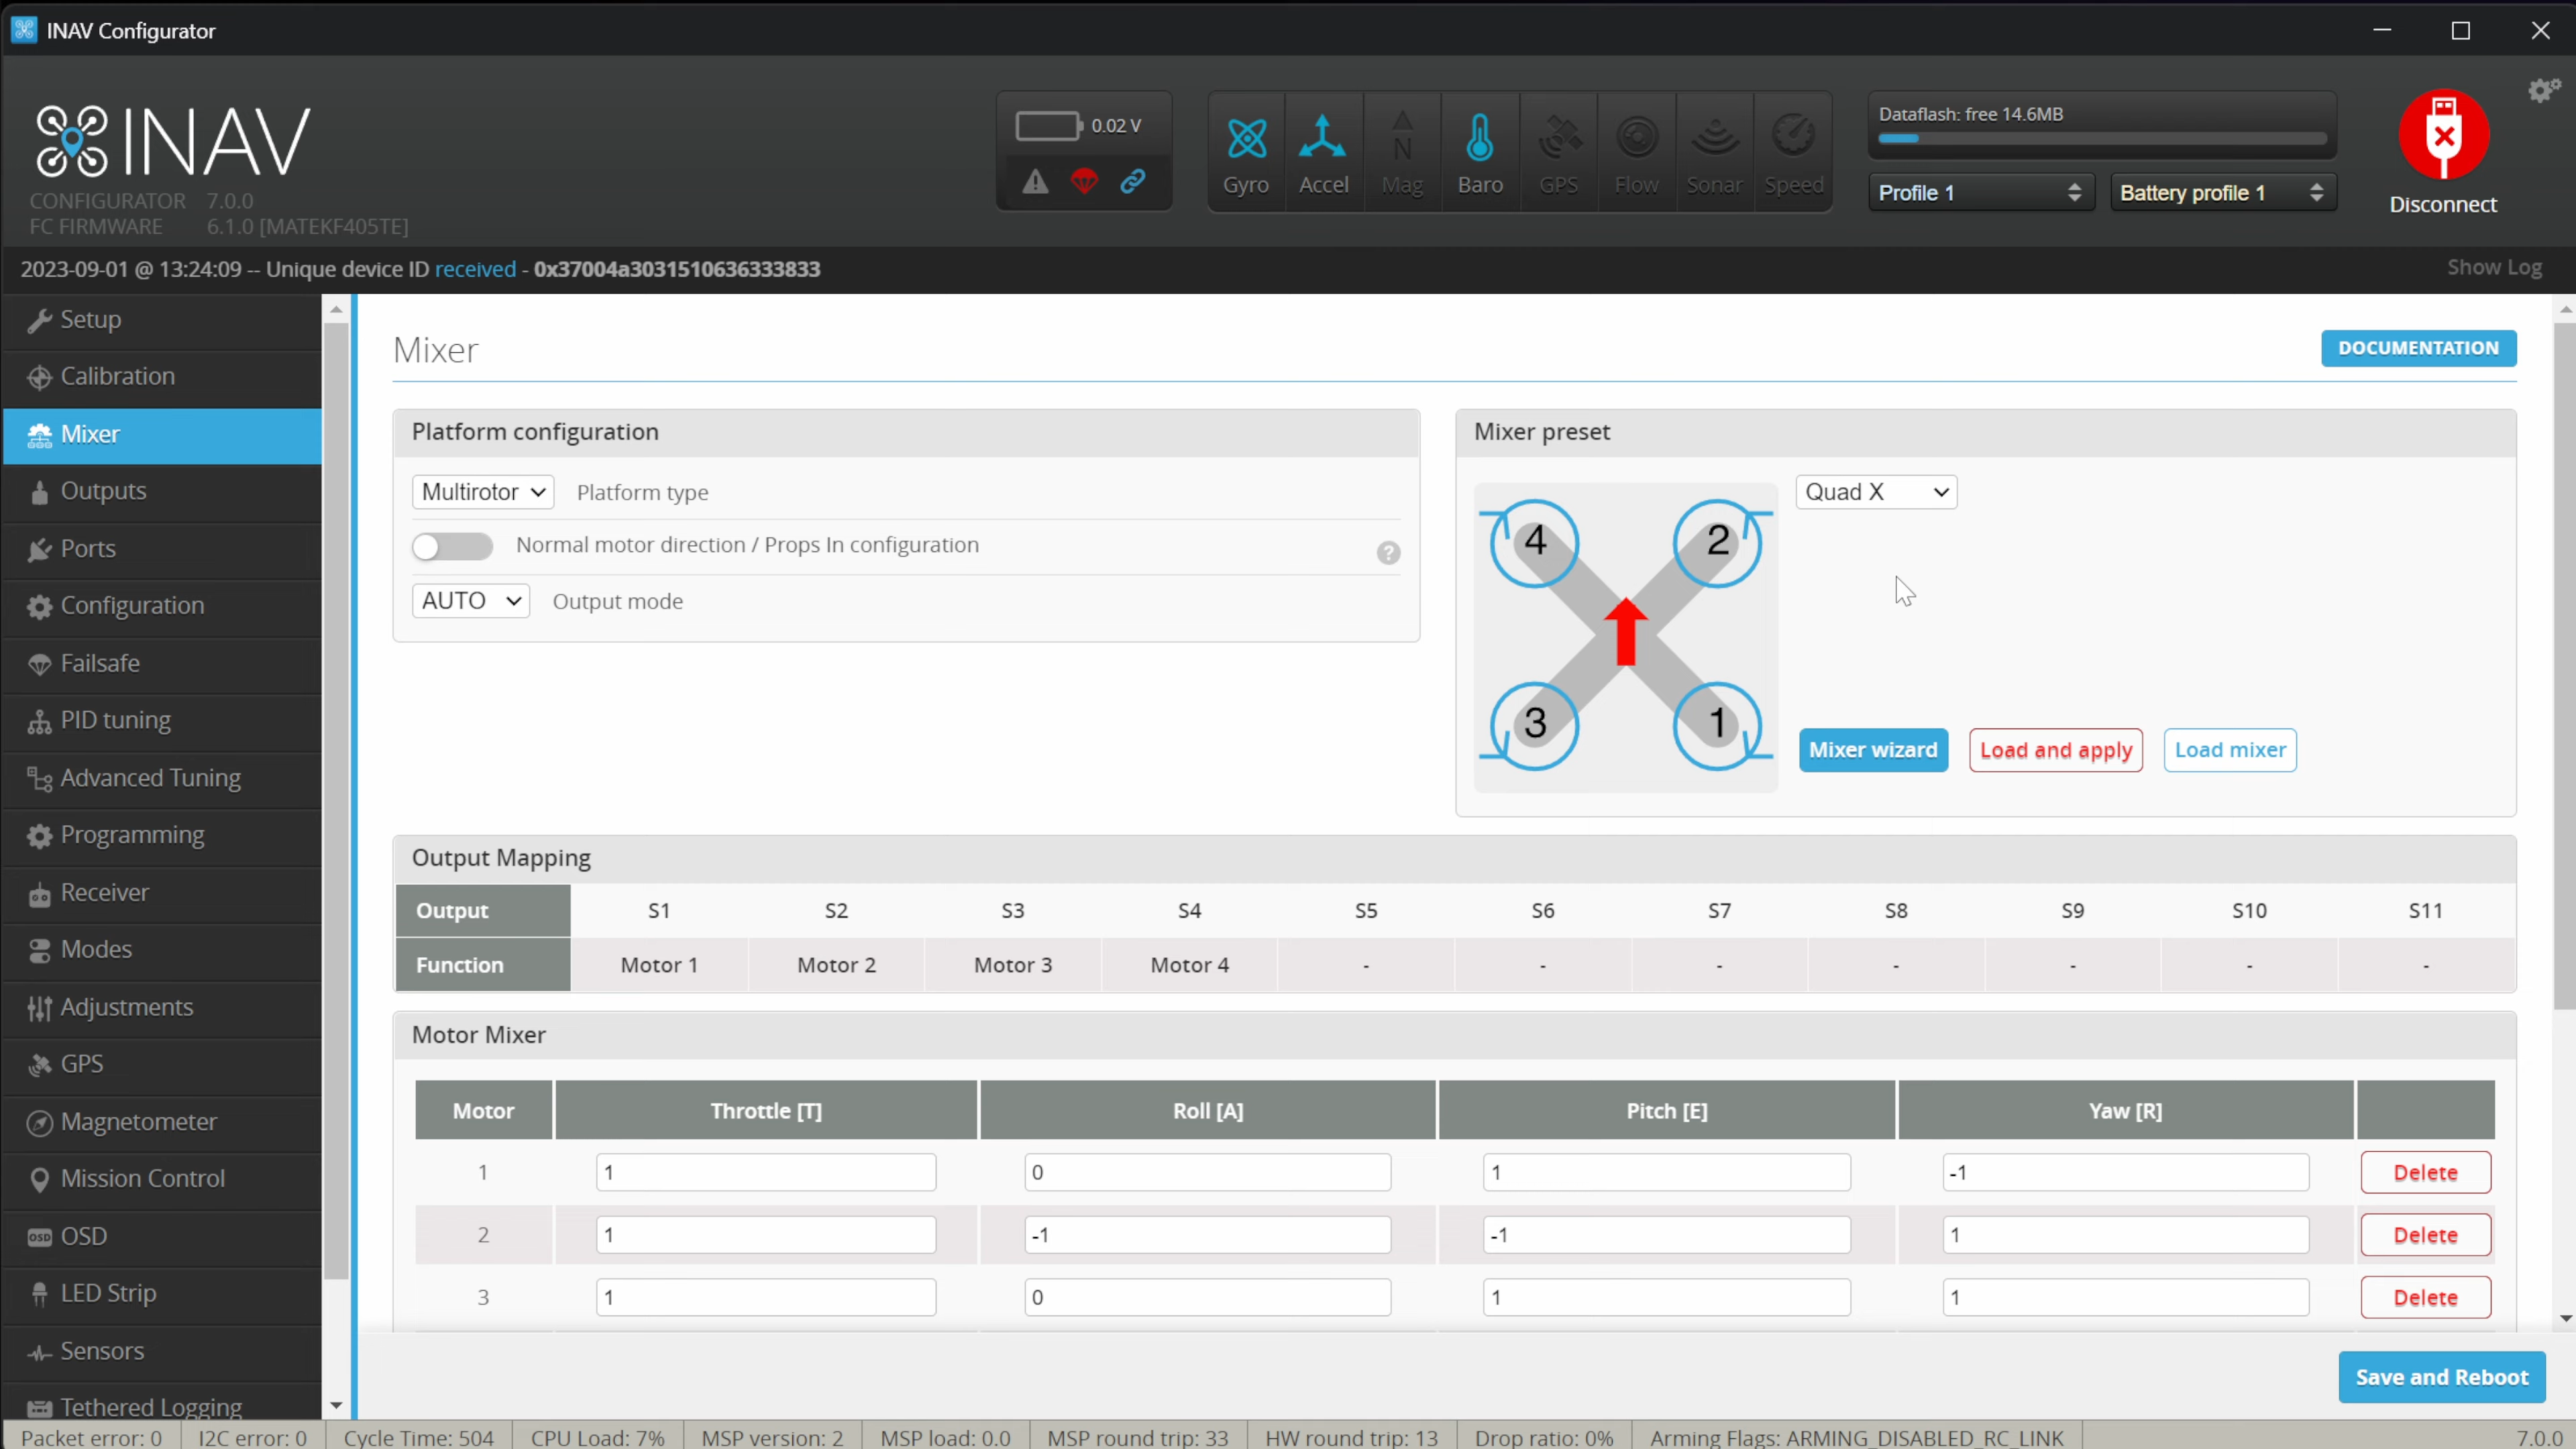 INAV Configurator
INAV
CONFIGURATOR 7.0.0
FC FIRMWARE 6.1.0 [MATEKF405TE]
0.02 V
Gyro Accel Mag Baro GPS Flow Sonar Speed
N
Dataflash: free 14.6MB
Profile 1 Battery profile 1
Disconnect
2023-09-01 @ 13:24:09 -- Unique device ID received - 0x37004a3031510636333833
Show Log
Setup
Calibration
Mixer
Outputs
Ports
Configuration
Failsafe
PID tuning
Advanced Tuning
Programming
Receiver
Modes
Adjustments
GPS
Magnetometer
Mission Control
OSD OSD
LED Strip
Sensors
Tethered Logging
Mixer
DOCUMENTATION
Platform configuration
Multirotor Platform type
Normal motor direction / Props In configuration ?
AUTO Output mode
Mixer preset
4 2
3 1
Quad X
Mixer wizard Load and apply Load mixer
Output Mapping
Output S1 S2 S3 S4 S5 S6 S7 S8 S9 S10 S11
Function Motor 1 Motor 2 Motor 3 Motor 4 - - - - - - -
Motor Mixer
Motor Throttle [T] Roll [A] Pitch [E] Yaw [R]
1 1 0 1 -1 Delete
2 1 -1 -1 1 Delete
3 1 0 1 1 Delete
Save and Reboot
Packet error: 0 I2C error: 0 Cycle Time: 504 CPU Load: 7% MSP version: 2 MSP load: 0.0 MSP round trip: 33 HW round trip: 13 Drop ratio: 0% Arming Flags: ARMING_DISABLED_RC_LINK 7.0.0